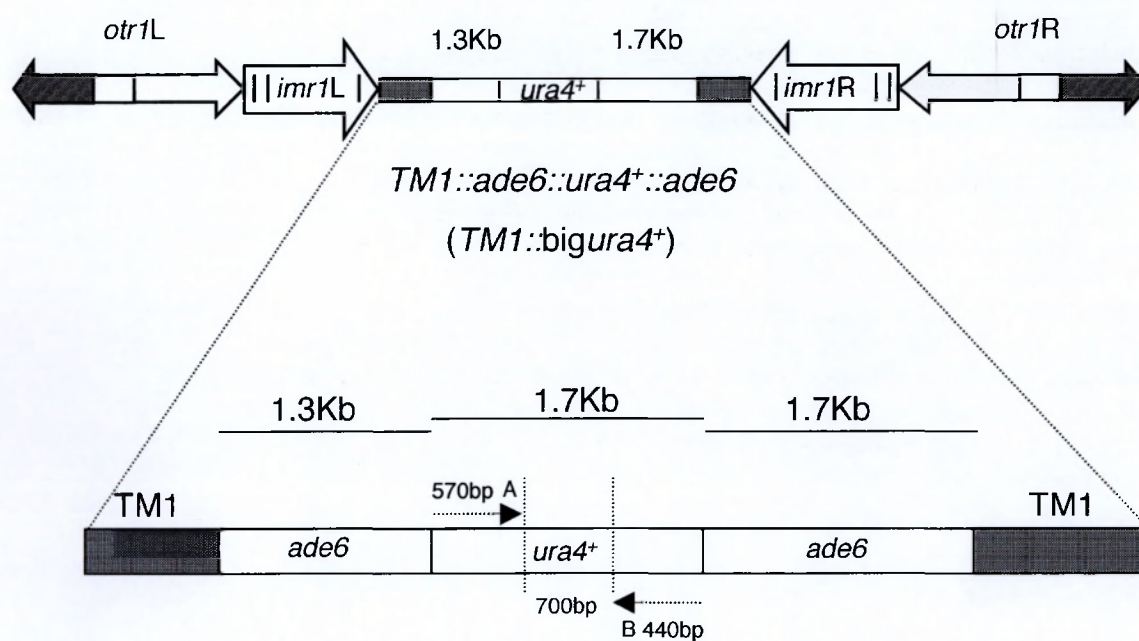 otr1L
1.3Kb 1.7Kb
otr1R
imr1L
ura4+
imr1R
TM1::ade6::ura4+::ade6
(TM1::bigura4+)
1.3Kb
1.7Kb
1.7Kb
TM1
570bp A
TM1
ade6
ura4+
ade6
700bp
B 440bp